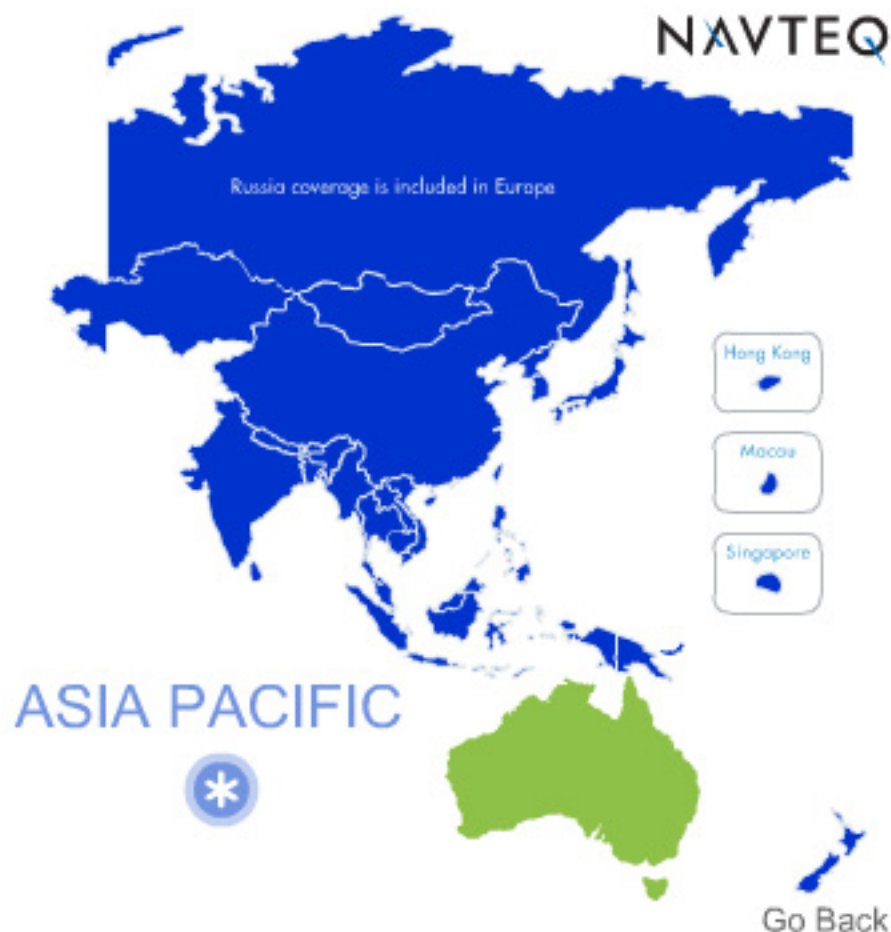 NAVTEQ
Russia coverage is included in Europe
Hong Kong
Macau
Singapore
ASIA PACIFIC
*
Go Back